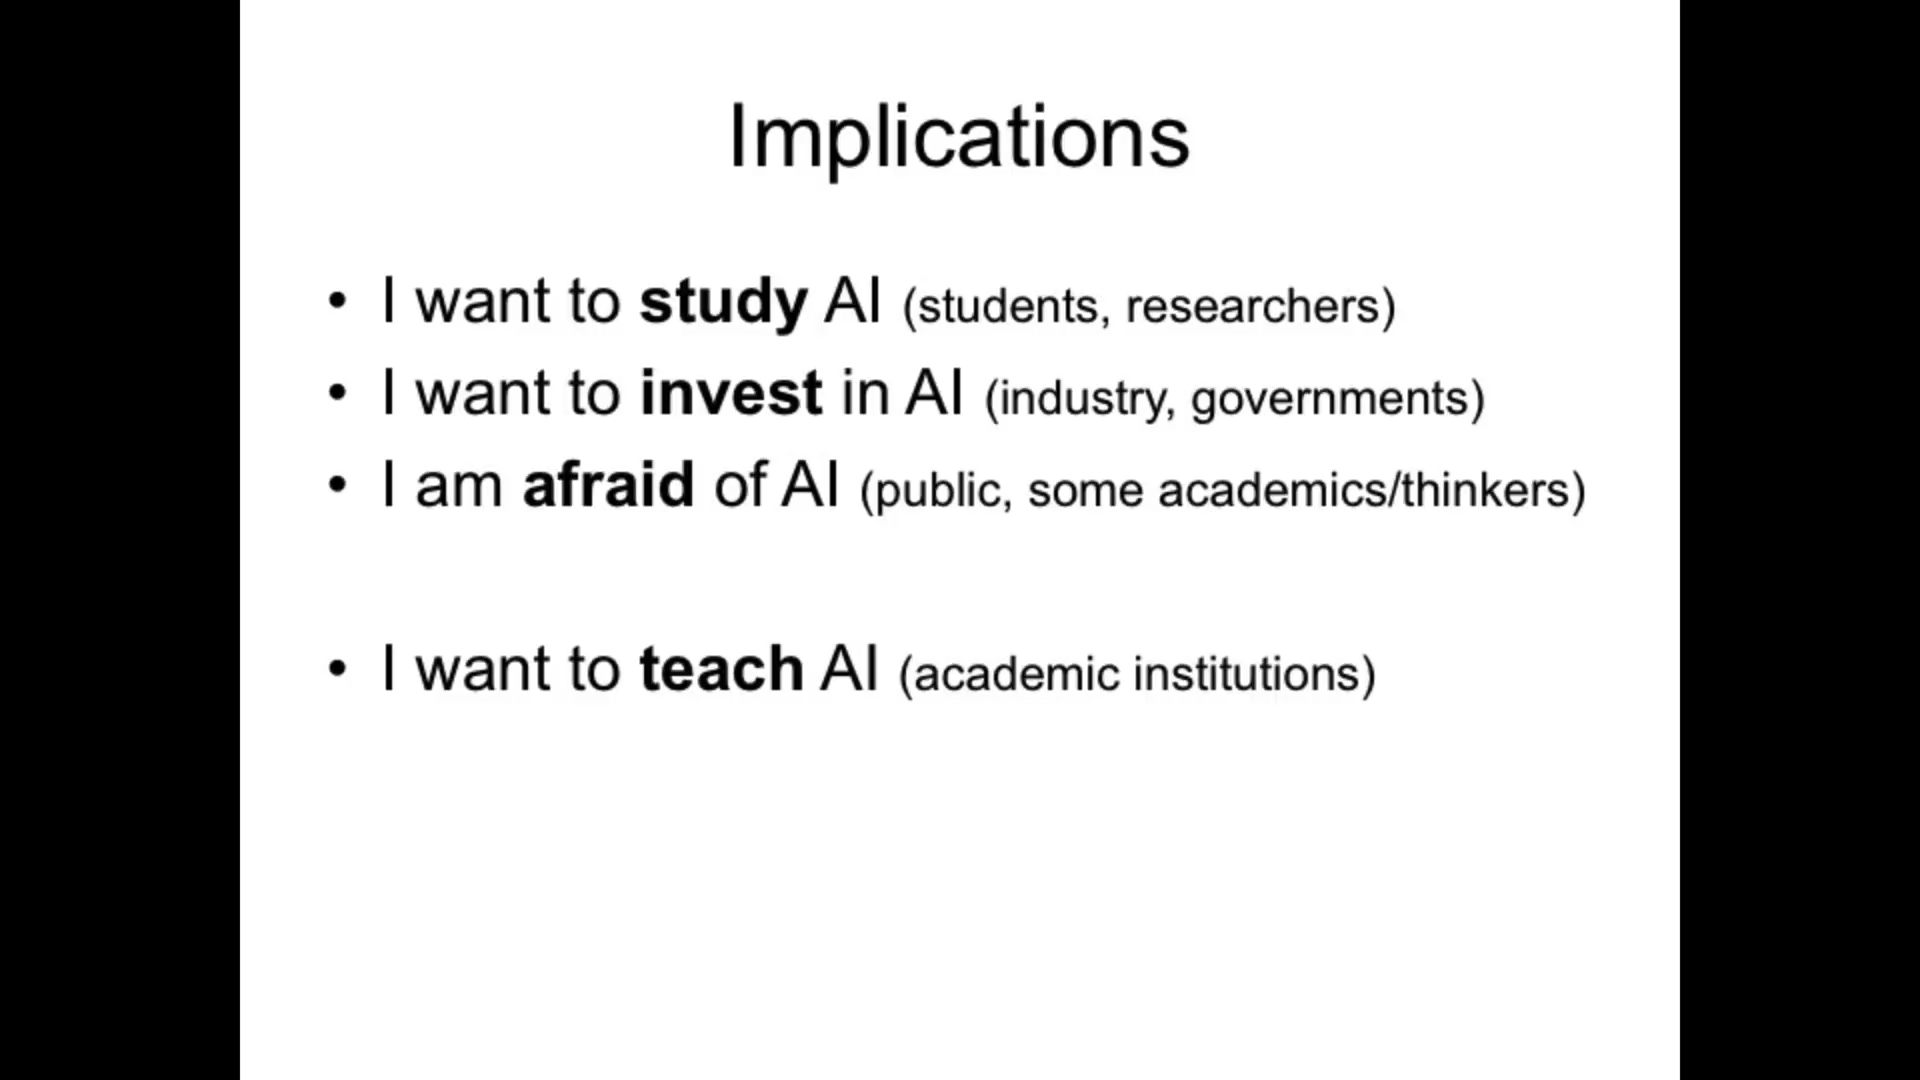 Implications
• I want to study AI (students, researchers)
• I want to invest in AI (industry, governments)
• I am afraid of AI (public, some academics/thinkers)
• I want to teach AI (academic institutions)